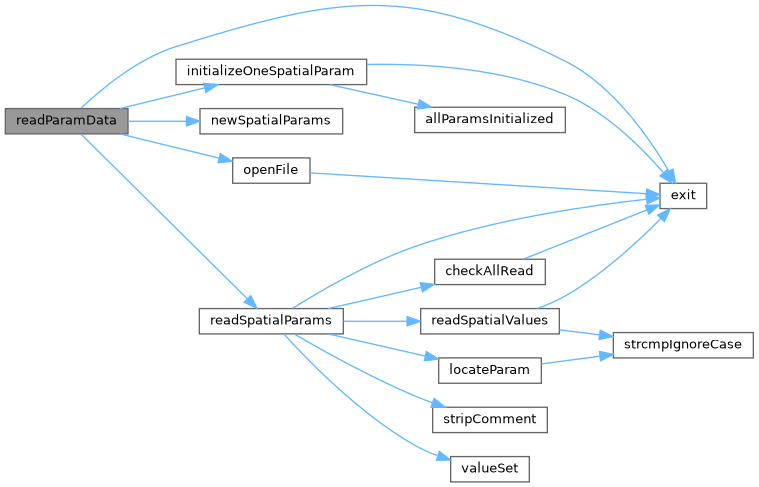 readParamData
initializeOneSpatialParam
newSpatialParams
openFile
readSpatialParams
allParamsInitialized
exit
checkAllRead
readSpatialValues
locateParam
stripComment
valueSet
strcmpIgnoreCase